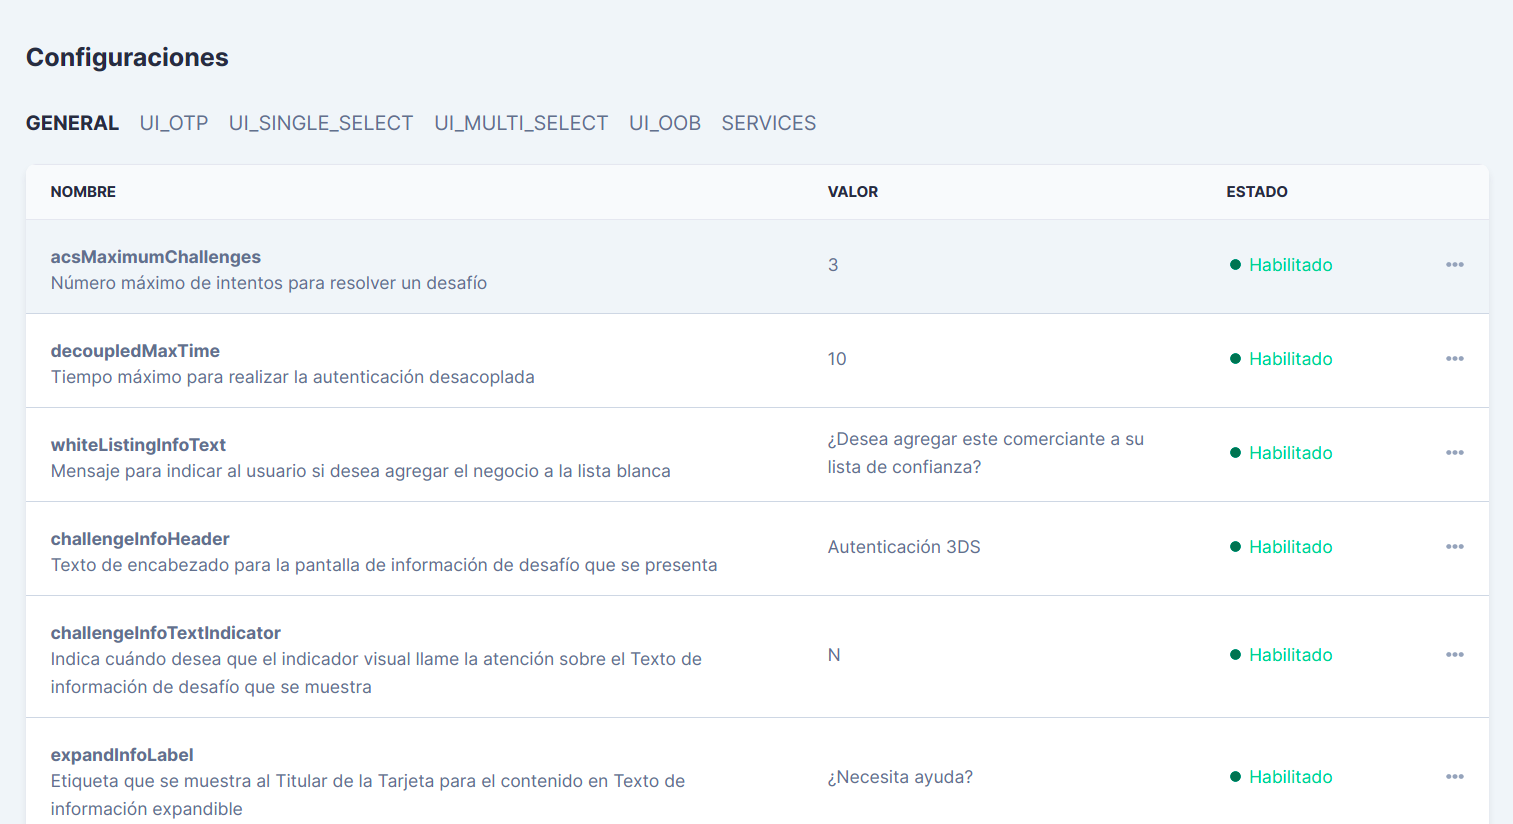 Configuraciones
GENERAL UI_OTP UI_SINGLE_SELECT UI_MULTI_SELECT UI_OOB SERVICES
NOMBRE VALOR ESTADO
acsMaximumChallenges
Número máximo de intentos para resolver un desafío
3
Habilitado
decoupledMaxTime
Tiempo máximo para realizar la autenticación desacoplada
10
Habilitado
whiteListingInfoText
Mensaje para indicar al usuario si desea agregar el negocio a la lista blanca
¿Desea agregar este comerciante a su
lista de confianza?
Habilitado
challengeInfoHeader
Texto de encabezado para la pantalla de información de desafío que se presenta
Autenticación 3DS
Habilitado
challengeInfoTextIndicator
Indica cuándo desea que el indicador visual llame la atención sobre el Texto de
información de desafío que se muestra
N
Habilitado
expandInfoLabel
Etiqueta que se muestra al Titular de la Tarjeta para el contenido en Texto de
información expandible
¿Necesita ayuda?
Habilitado